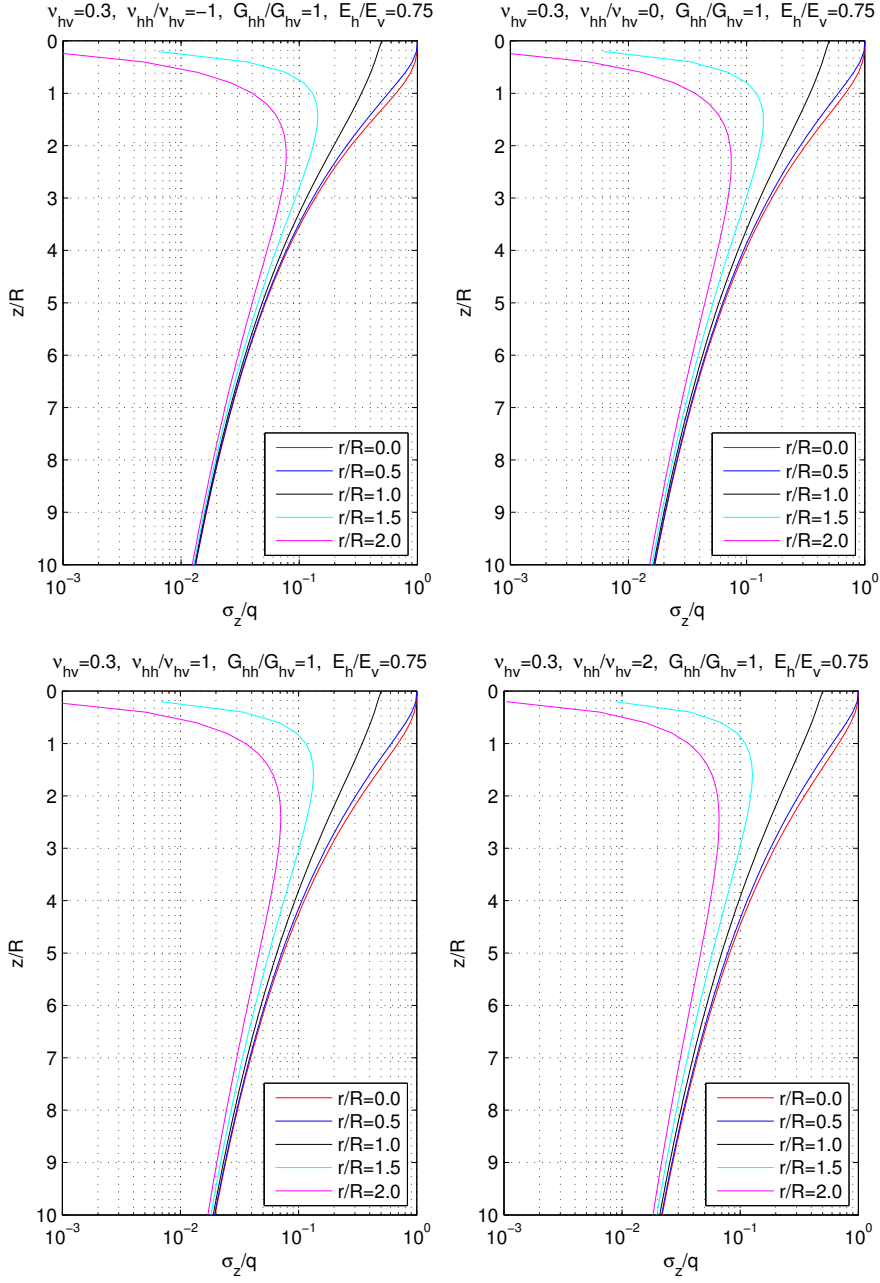 ν_hv=0.3, ν_hh/ν_hv=−1, G_hh/G_hv=1, E_h/E_v=0.75
0
1
2
3
4
5
6
7
8
9
10
z/R
r/R=0.0
r/R=0.5
r/R=1.0
r/R=1.5
r/R=2.0
10^−3
10^−2
10^−1
10^0
σ_z/q
ν_hv=0.3, ν_hh/ν_hv=0, G_hh/G_hv=1, E_h/E_v=0.75
0
1
2
3
4
5
6
7
8
9
10
z/R
r/R=0.0
r/R=0.5
r/R=1.0
r/R=1.5
r/R=2.0
10^−3
10^−2
10^−1
10^0
σ_z/q
ν_hv=0.3, ν_hh/ν_hv=1, G_hh/G_hv=1, E_h/E_v=0.75
0
1
2
3
4
5
6
7
8
9
10
z/R
r/R=0.0
r/R=0.5
r/R=1.0
r/R=1.5
r/R=2.0
10^−3
10^−2
10^−1
10^0
σ_z/q
ν_hv=0.3, ν_hh/ν_hv=2, G_hh/G_hv=1, E_h/E_v=0.75
0
1
2
3
4
5
6
7
8
9
10
z/R
r/R=0.0
r/R=0.5
r/R=1.0
r/R=1.5
r/R=2.0
10^−3
10^−2
10^−1
10^0
σ_z/q